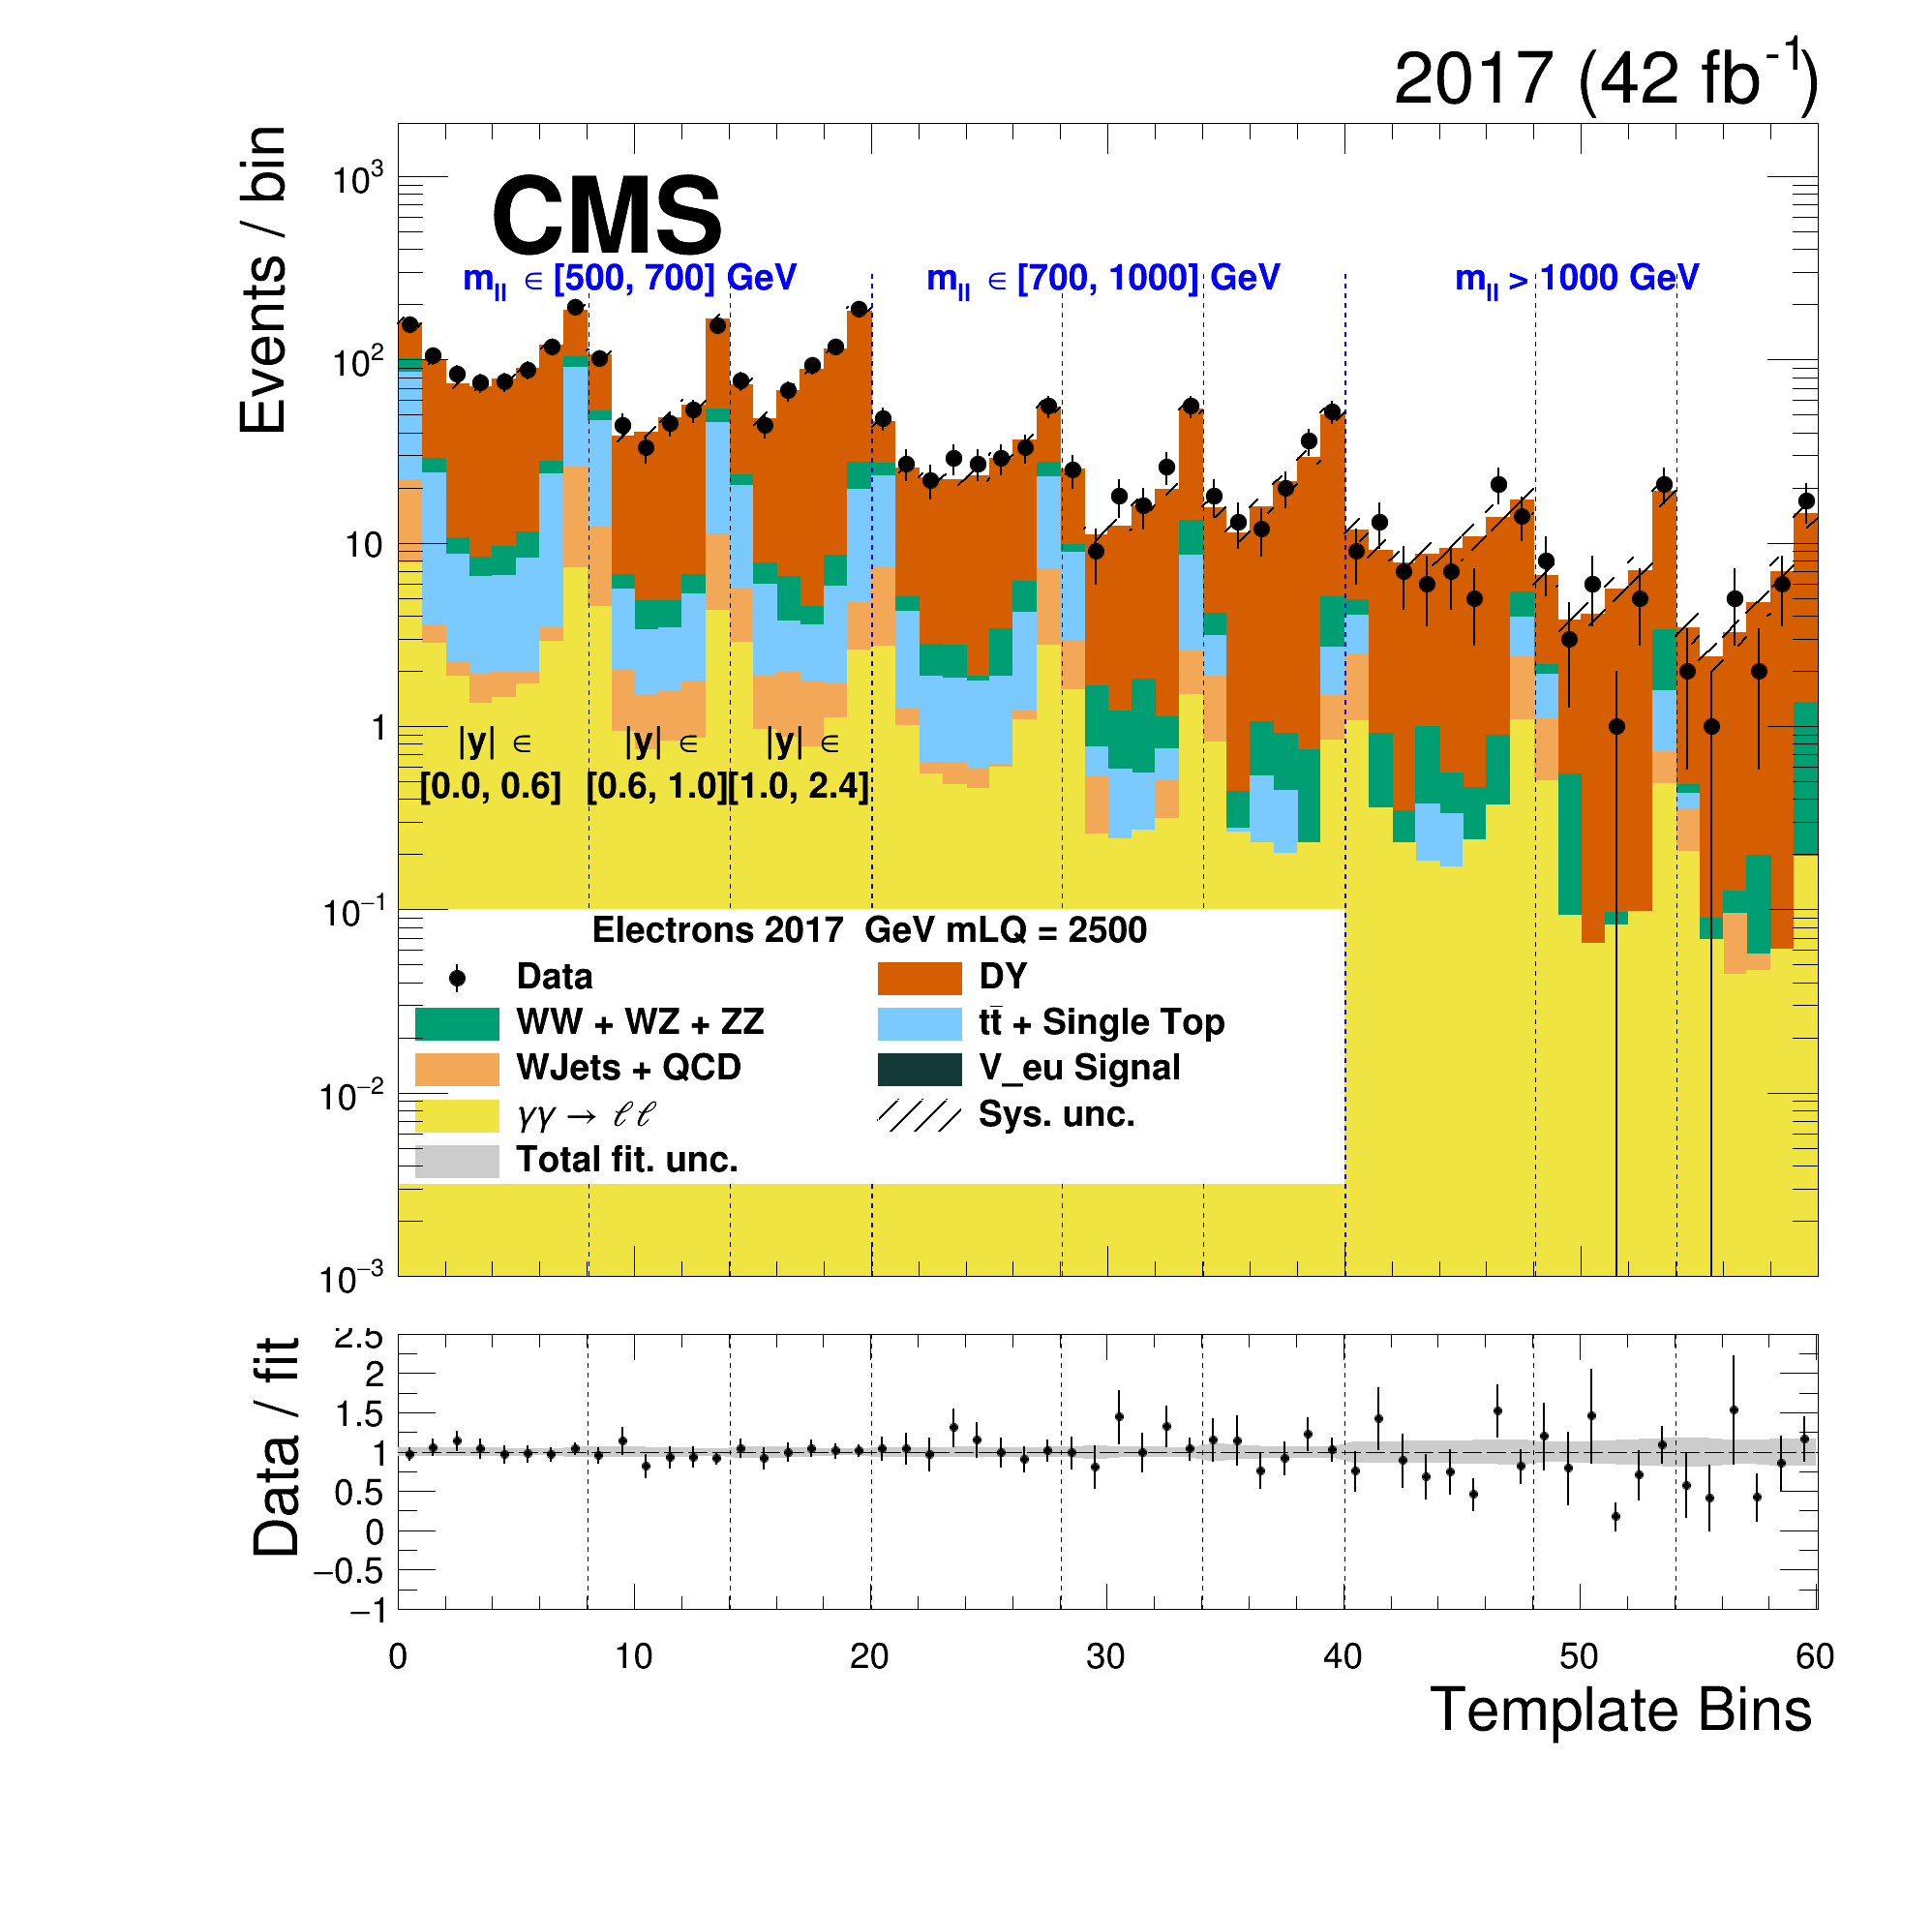 2017 (42 fb-1)
Events / bin
CMS
m_ll ∈ [500, 700] GeV
m_ll ∈ [700, 1000] GeV
m_ll > 1000 GeV
10^3
10^2
10
1
10^−1
10^−2
10^−3
|y| ∈ [0.0, 0.6]
|y| ∈ [0.6, 1.0]
|y| ∈ [1.0, 2.4]
Electrons 2017 GeV mLQ = 2500
Data
DY
WW + WZ + ZZ
tt̄ + Single Top
WJets + QCD
V_eu Signal
γγ → ℓℓ
Sys. unc.
Total fit. unc.
Data / fit
2.5
2
1.5
1
0.5
0
−0.5
−1
0 10 20 30 40 50 60
Template Bins